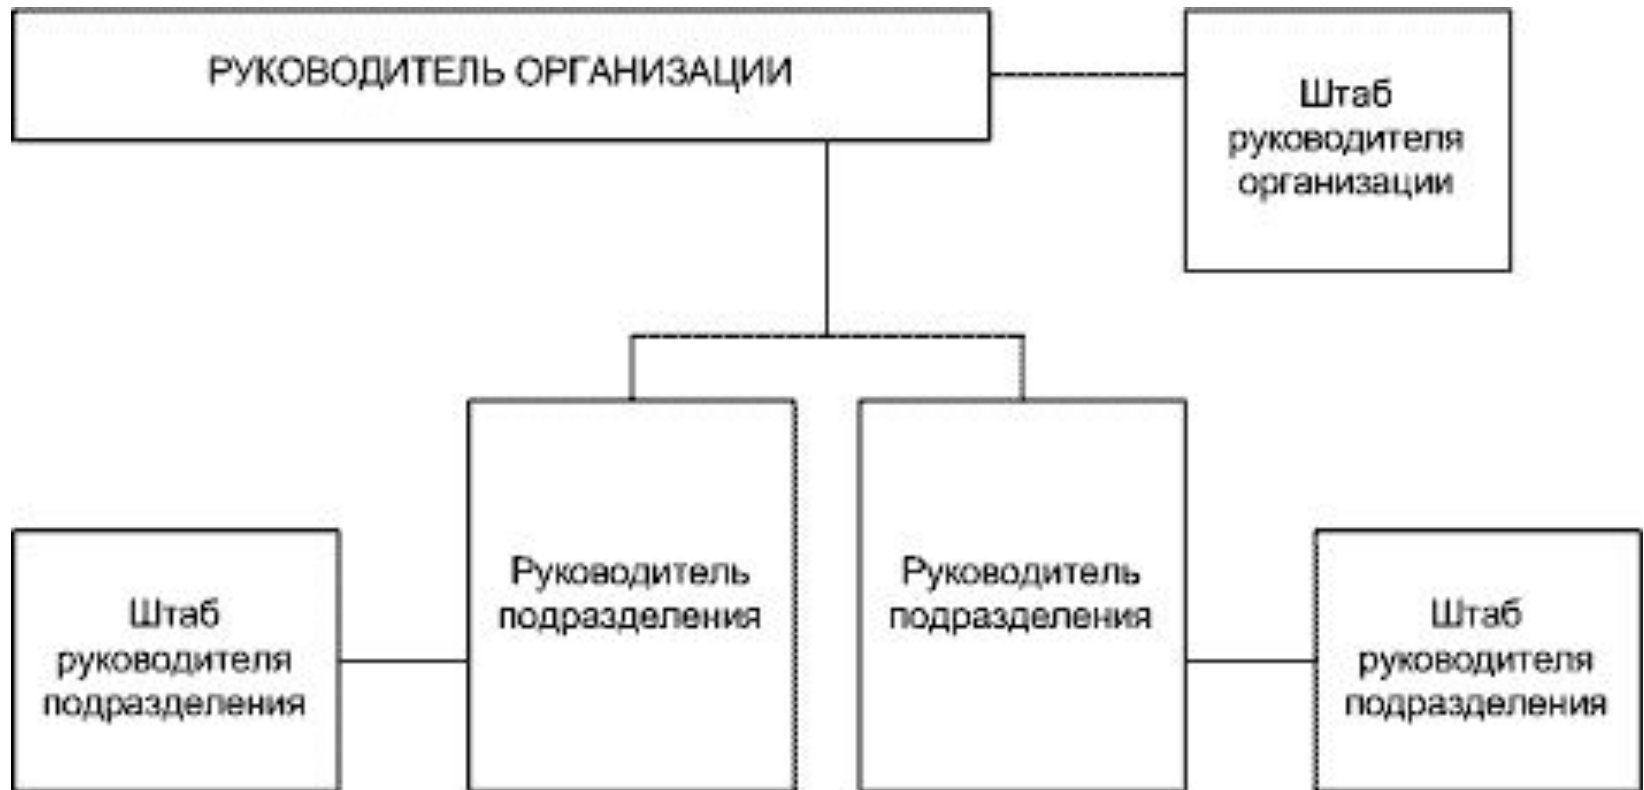 РУКОВОДИТЕЛЬ ОРГАНИЗАЦИИ
Штаб
руководителя
организации
Штаб
руководителя
подразделения
Руководитель
подразделения
Руководитель
подразделения
Штаб
руководителя
подразделения